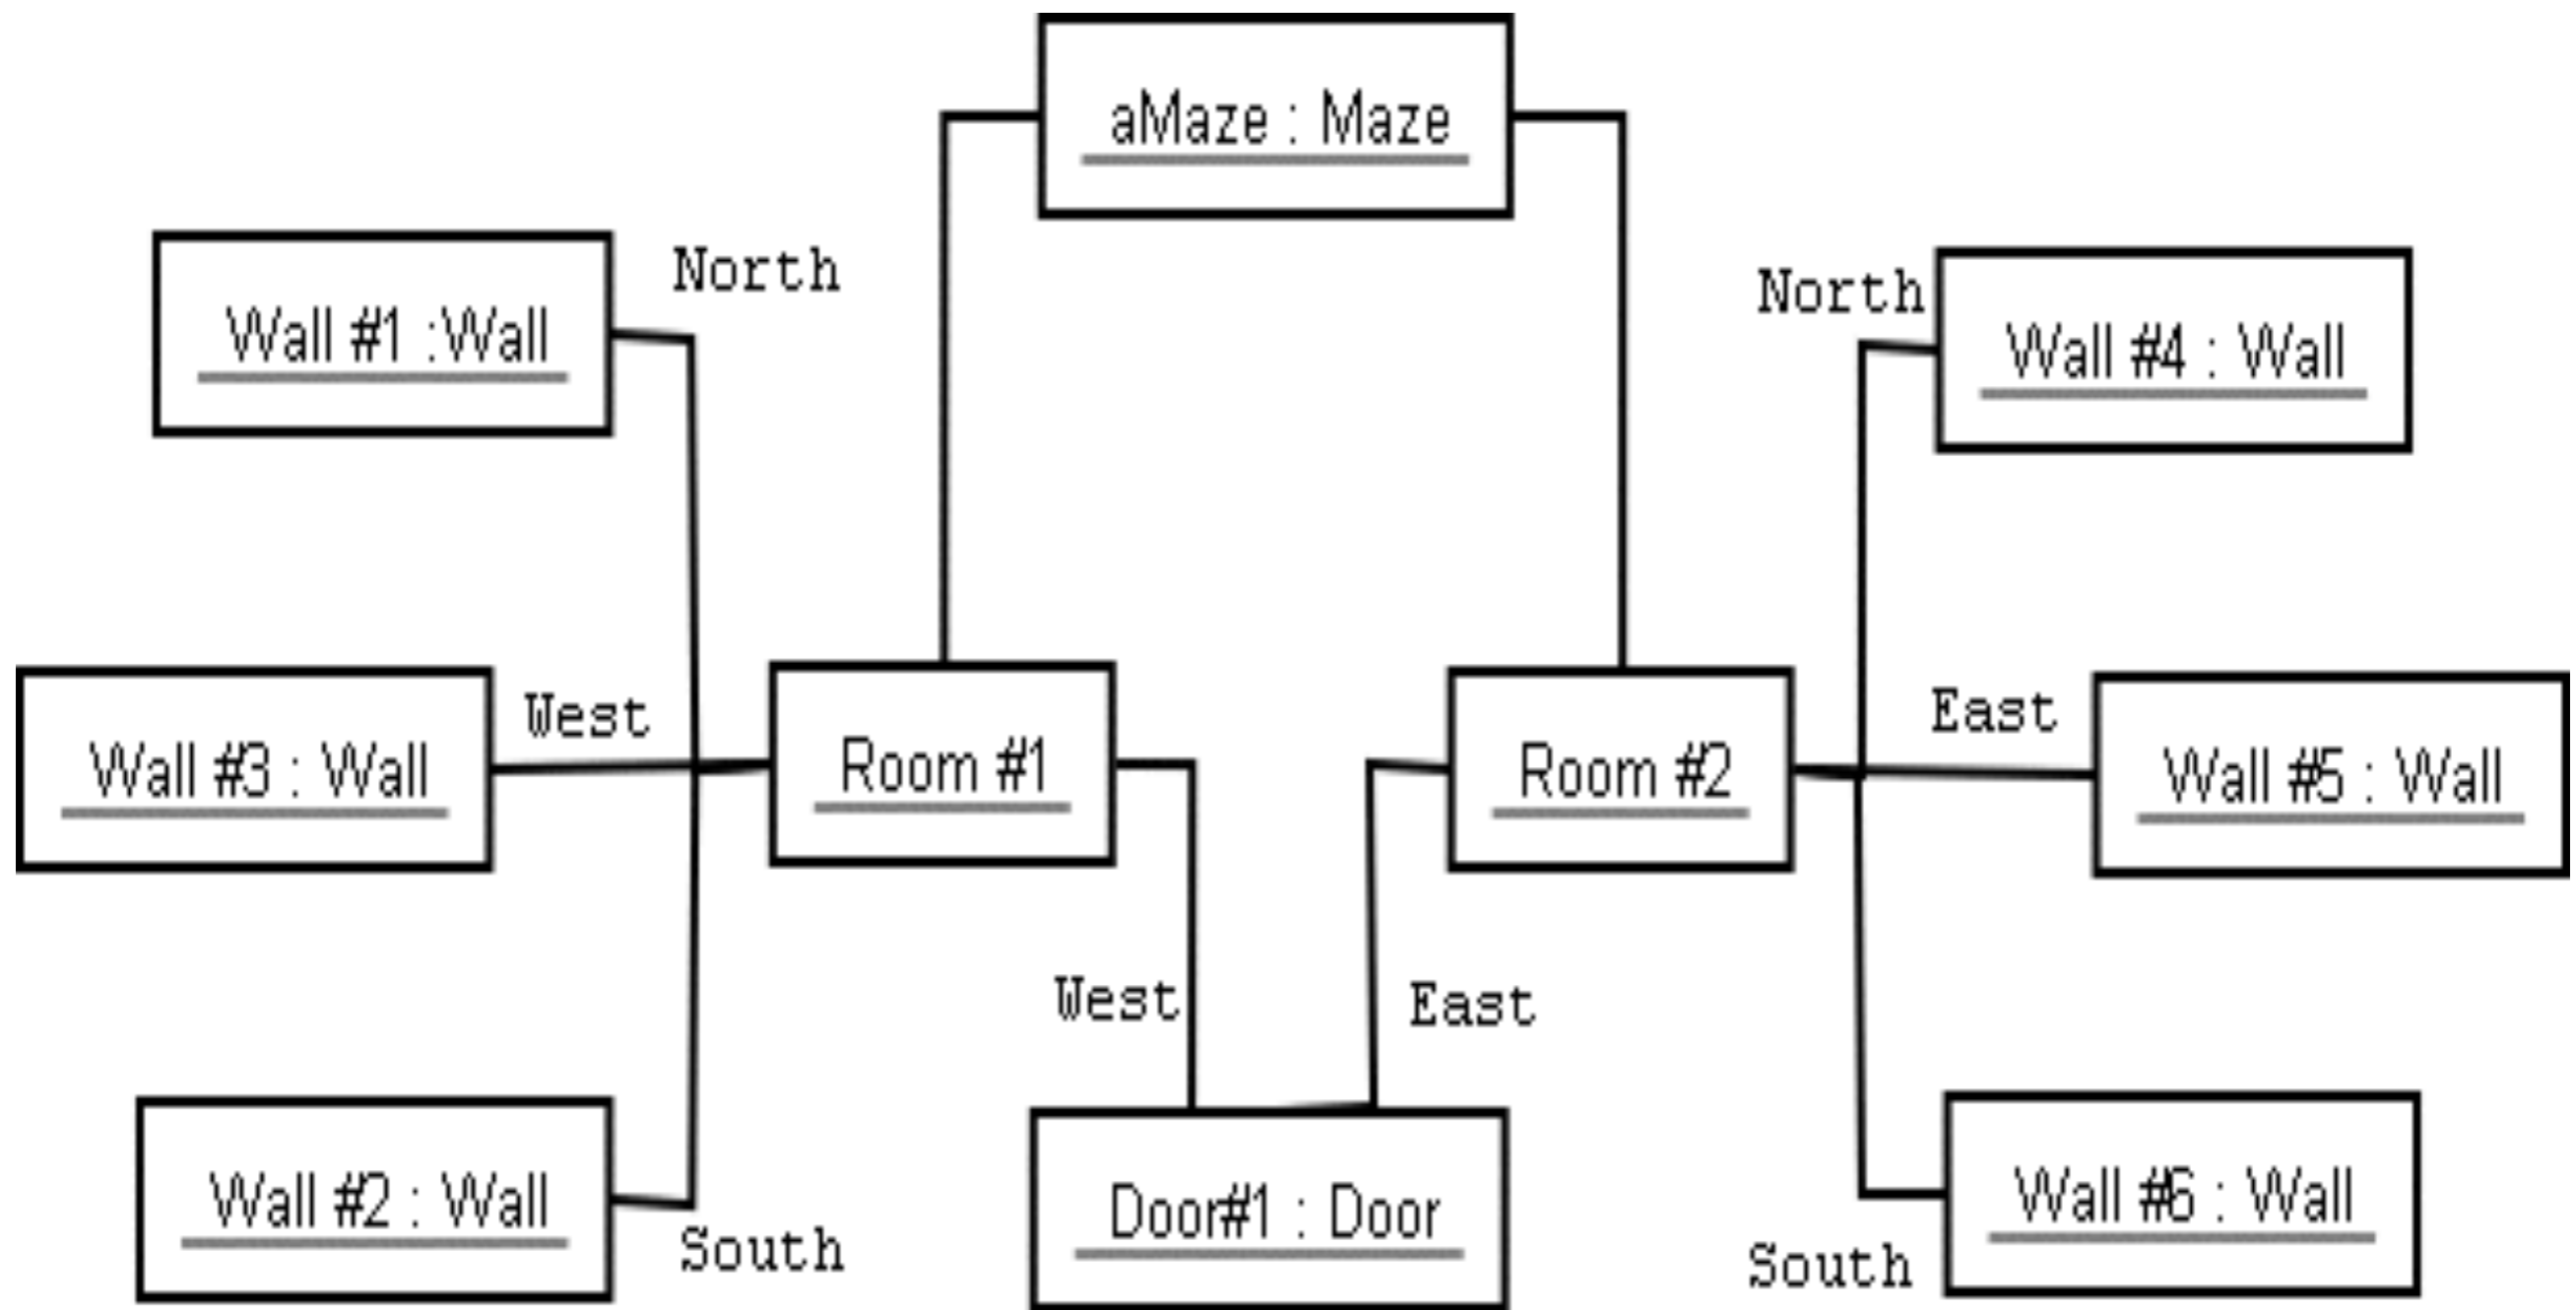 aMaze : Maze
North
Wall #1 :Wall
North
Wall #4 : Wall
West
Wall #3 : Wall
Room #1
Room #2
East
Wall #5 : Wall
West
East
Wall #2 : Wall
South
Door#1 : Door
Wall #6 : Wall
South